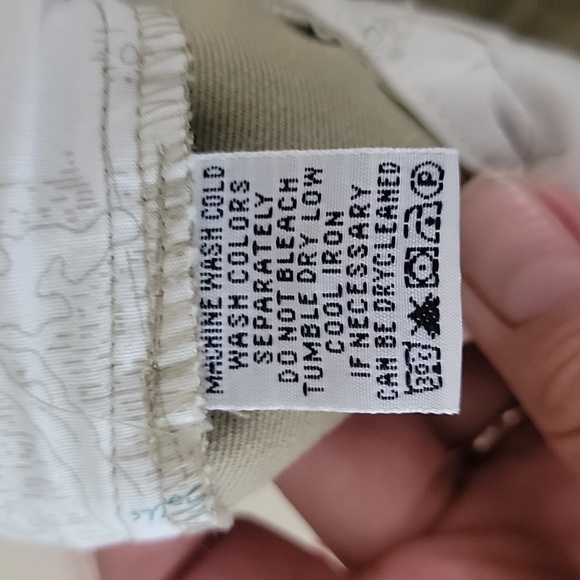 MACHINE WASH COLD
WASH COLORS
SEPARATELY
DO NOT BLEACH
TUMBLE DRY LOW
COOL IRON
IF NECESSARY
CAN BE DRYCLEANED
P